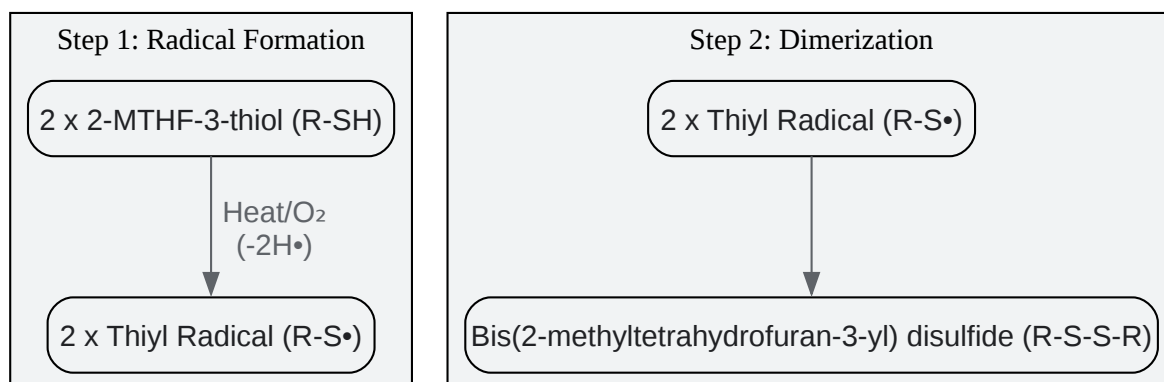 Step 1: Radical Formation
2 x 2-MTHF-3-thiol (R-SH)
Heat/O₂
(-2H•)
2 x Thiyl Radical (R-S•)
Step 2: Dimerization
2 x Thiyl Radical (R-S•)
Bis(2-methyltetrahydrofuran-3-yl) disulfide (R-S-S-R)